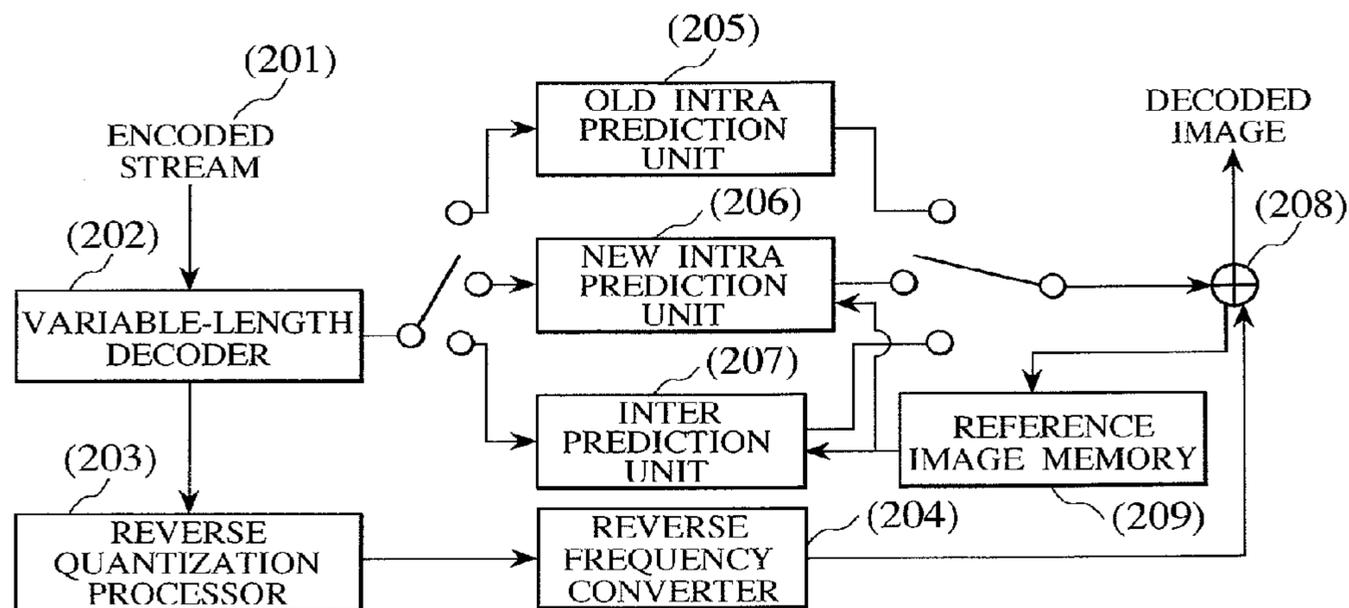 (205)
(201)
ENCODED
STREAM
OLD INTRA
PREDICTION
UNIT
DECODED
IMAGE
(206)
(208)
(202)
NEW INTRA
PREDICTION
UNIT
VARIABLE-LENGTH
DECODER
(207)
INTER
PREDICTION
UNIT
REFERENCE
IMAGE MEMORY
(203)
(204)
(209)
REVERSE
QUANTIZATION
PROCESSOR
REVERSE
FREQUENCY
CONVERTER